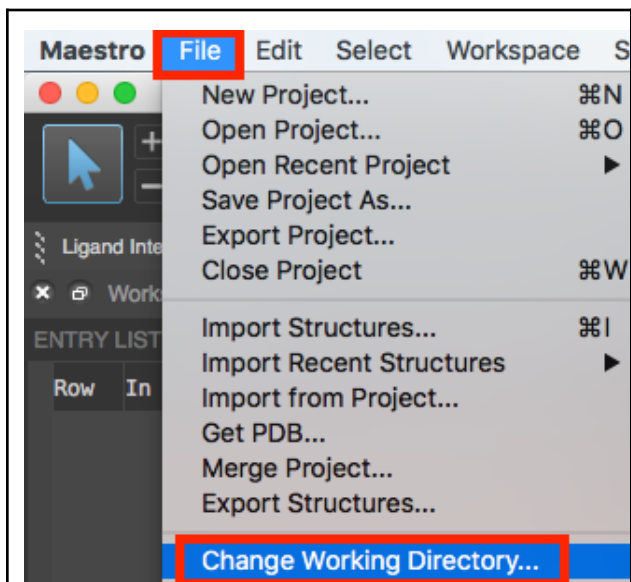 Maestro File Edit Select Workspace S
New Project... ⌘N
Open Project... ⌘O
Open Recent Project ▶
Save Project As...
Export Project...
Ligand Inte
Close Project ⌘W
Work
Import Structures... ⌘I
ENTRY LIST
Import Recent Structures ▶
Row In
Import from Project...
Get PDB...
Merge Project...
Export Structures...
Change Working Directory...